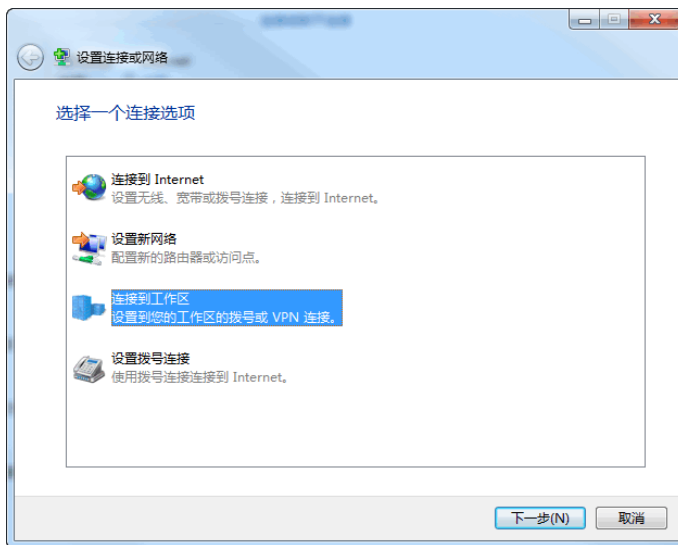 设置连接或网络
选择一个连接选项
连接到 Internet
设置无线、宽带或拨号连接，连接到 Internet。
设置新网络
配置新的路由器或访问点。
连接到工作区
设置到您的工作区的拨号或 VPN 连接。
设置拨号连接
使用拨号连接连接到 Internet。
下一步(N)
取消